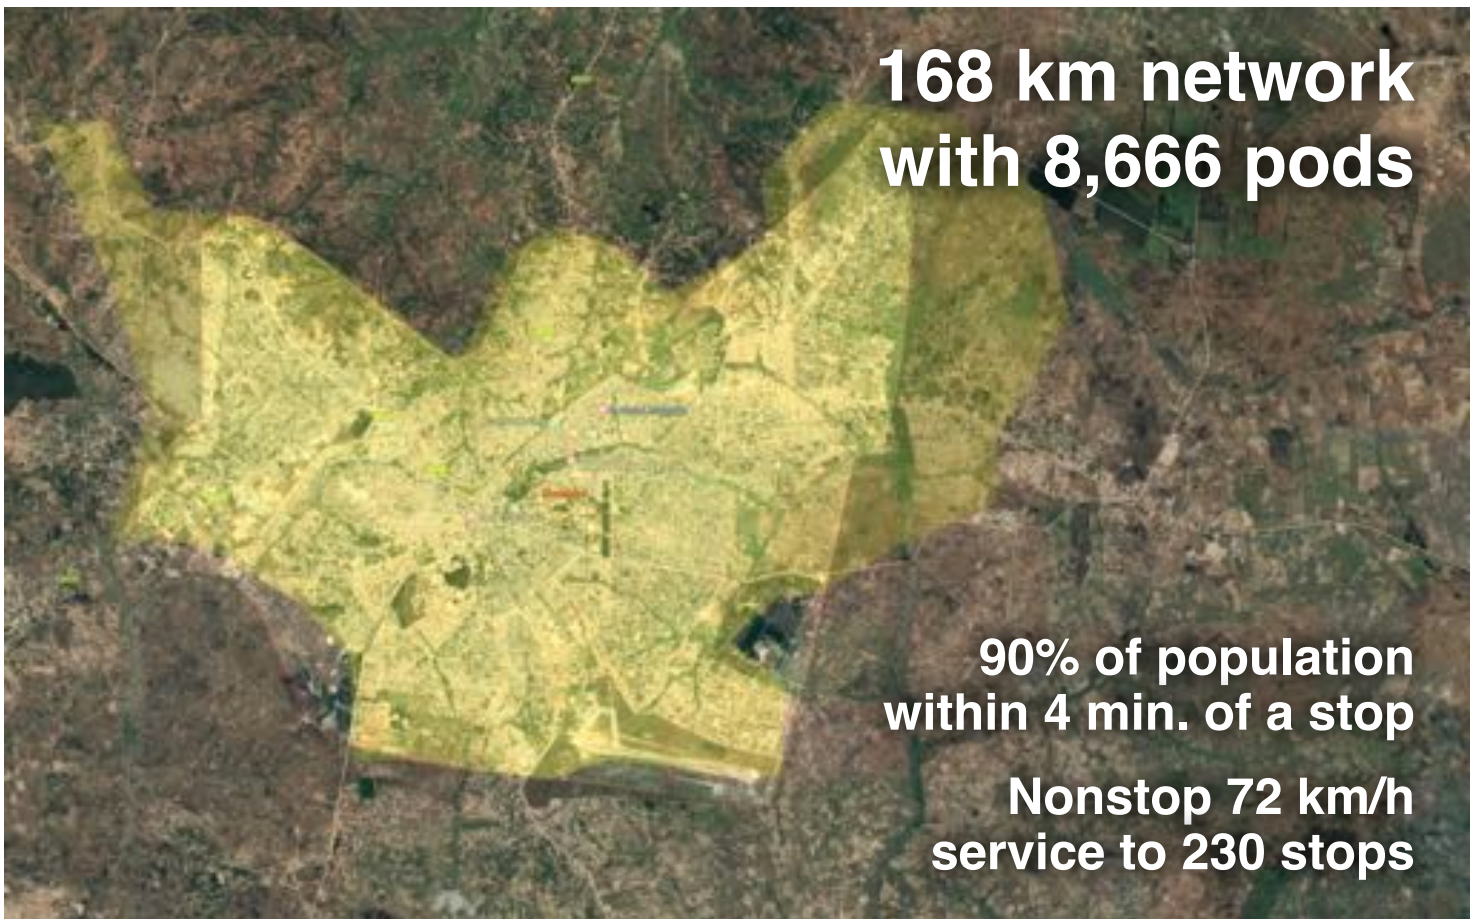 168 km network
with 8,666 pods
90% of population
within 4 min. of a stop
Nonstop 72 km/h
service to 230 stops